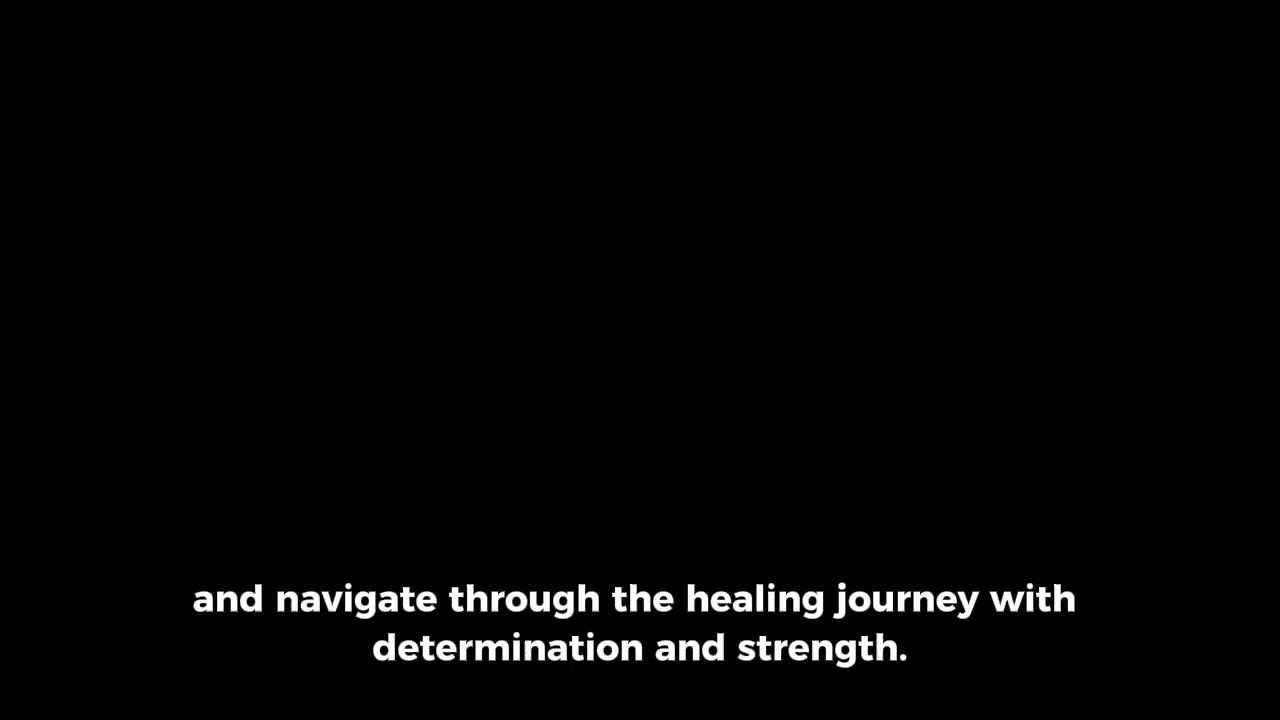 and navigate through the healing journey with
determination and strength.